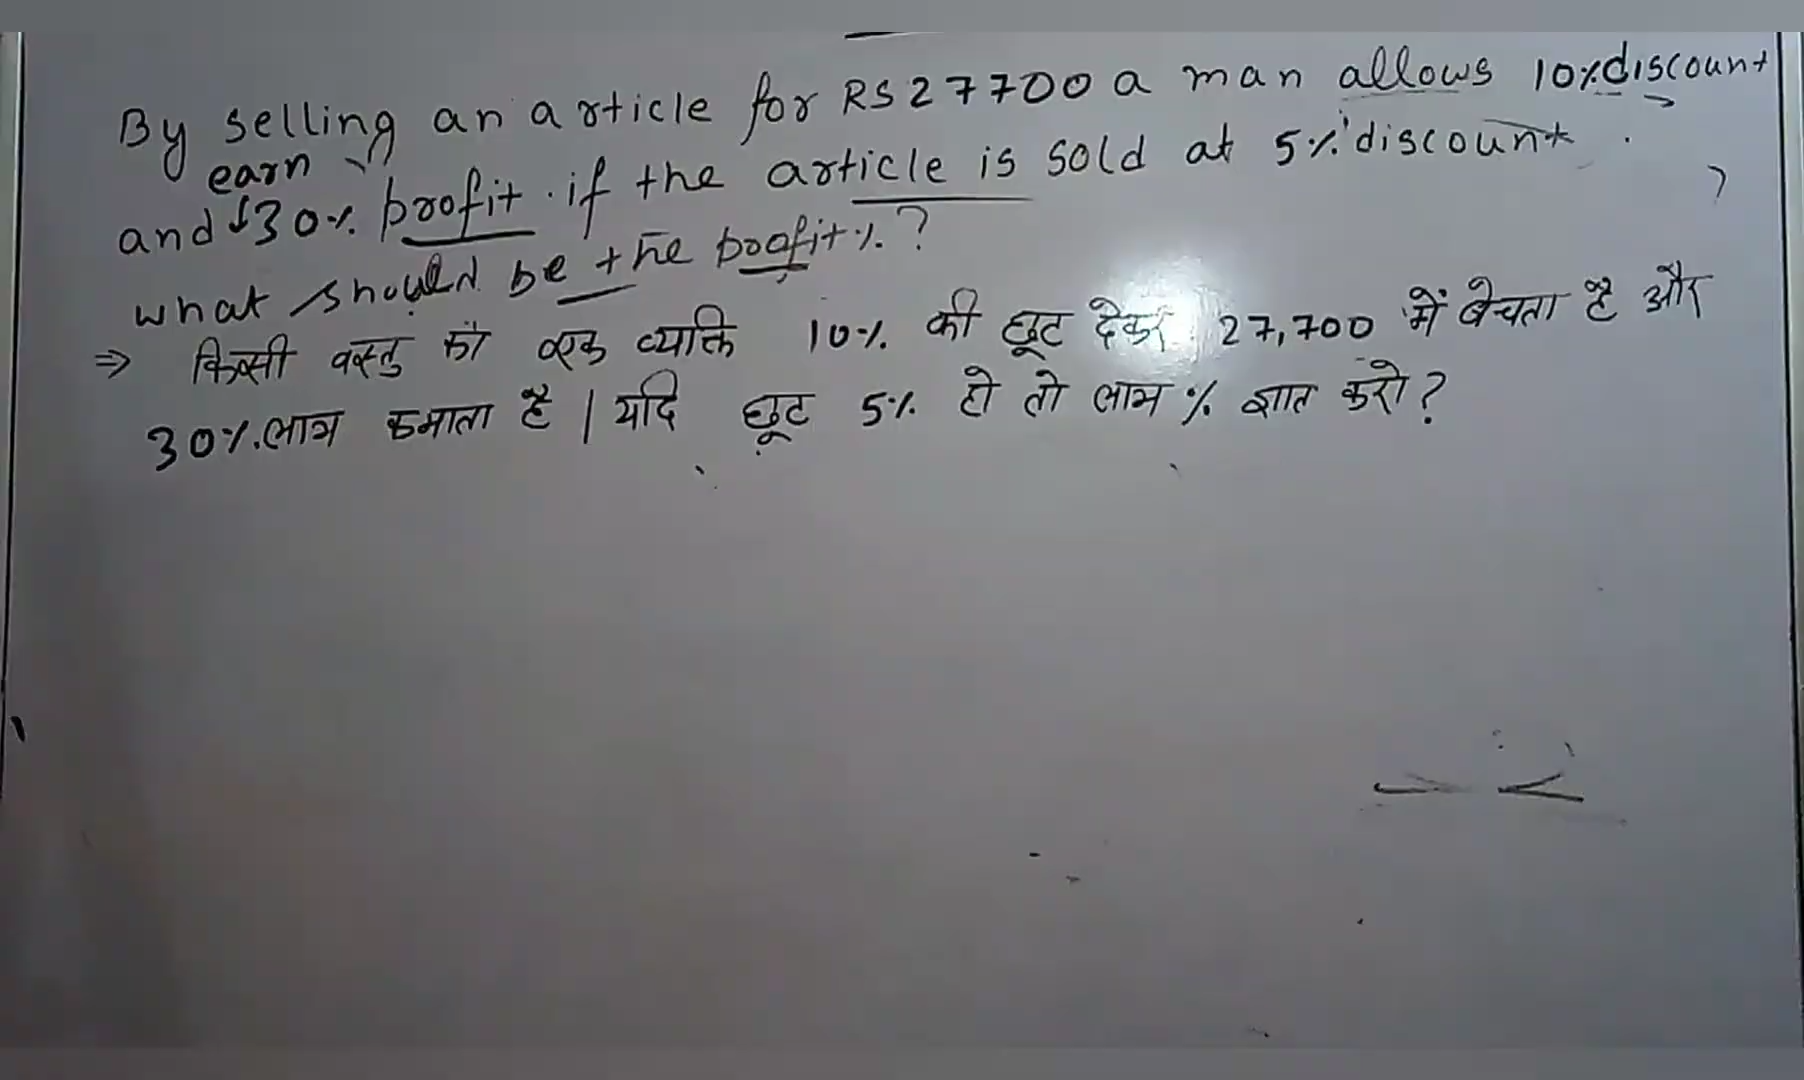 By selling an article for RS 27700 a man allows 10% discount
earn
and 30% profit . if the article is sold at 5% discount .
what should be the profit % ?
⇒ किसी वस्तु को एक व्यक्ति 10% की छूट देकर 27,700 में बेचता है और
30% लाभ कमाता है | यदि छूट 5% हो तो लाभ % ज्ञात करो ?